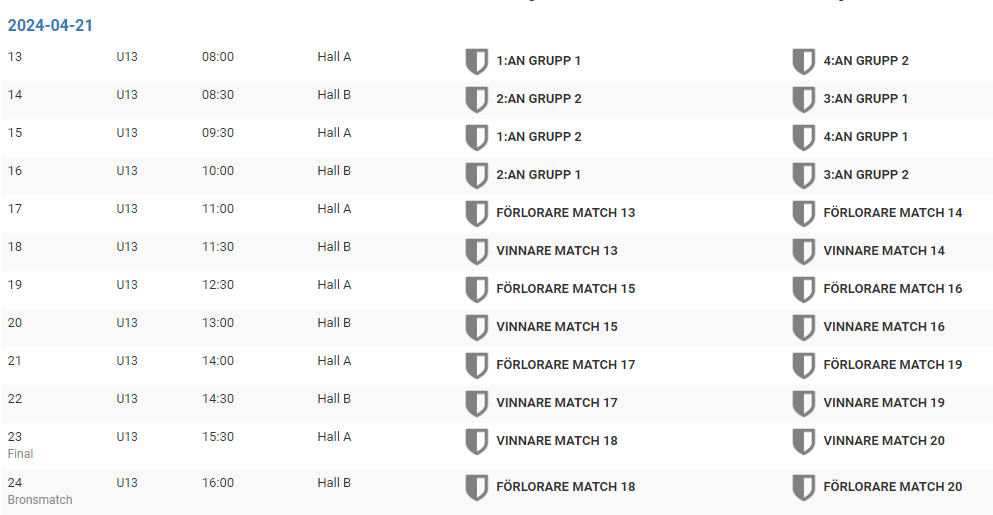 2024-04-21
13 U13 08:00 Hall A 1:AN GRUPP 1 4:AN GRUPP 2
14 U13 08:30 Hall B 2:AN GRUPP 2 3:AN GRUPP 1
15 U13 09:30 Hall A 1:AN GRUPP 2 4:AN GRUPP 1
16 U13 10:00 Hall B 2:AN GRUPP 1 3:AN GRUPP 2
17 U13 11:00 Hall A FÖRLORARE MATCH 13 FÖRLORARE MATCH 14
18 U13 11:30 Hall B VINNARE MATCH 13 VINNARE MATCH 14
19 U13 12:30 Hall A FÖRLORARE MATCH 15 FÖRLORARE MATCH 16
20 U13 13:00 Hall B VINNARE MATCH 15 VINNARE MATCH 16
21 U13 14:00 Hall A FÖRLORARE MATCH 17 FÖRLORARE MATCH 19
22 U13 14:30 Hall B VINNARE MATCH 17 VINNARE MATCH 19
23 U13 15:30 Hall A VINNARE MATCH 18 VINNARE MATCH 20
Final
24 U13 16:00 Hall B FÖRLORARE MATCH 18 FÖRLORARE MATCH 20
Bronsmatch